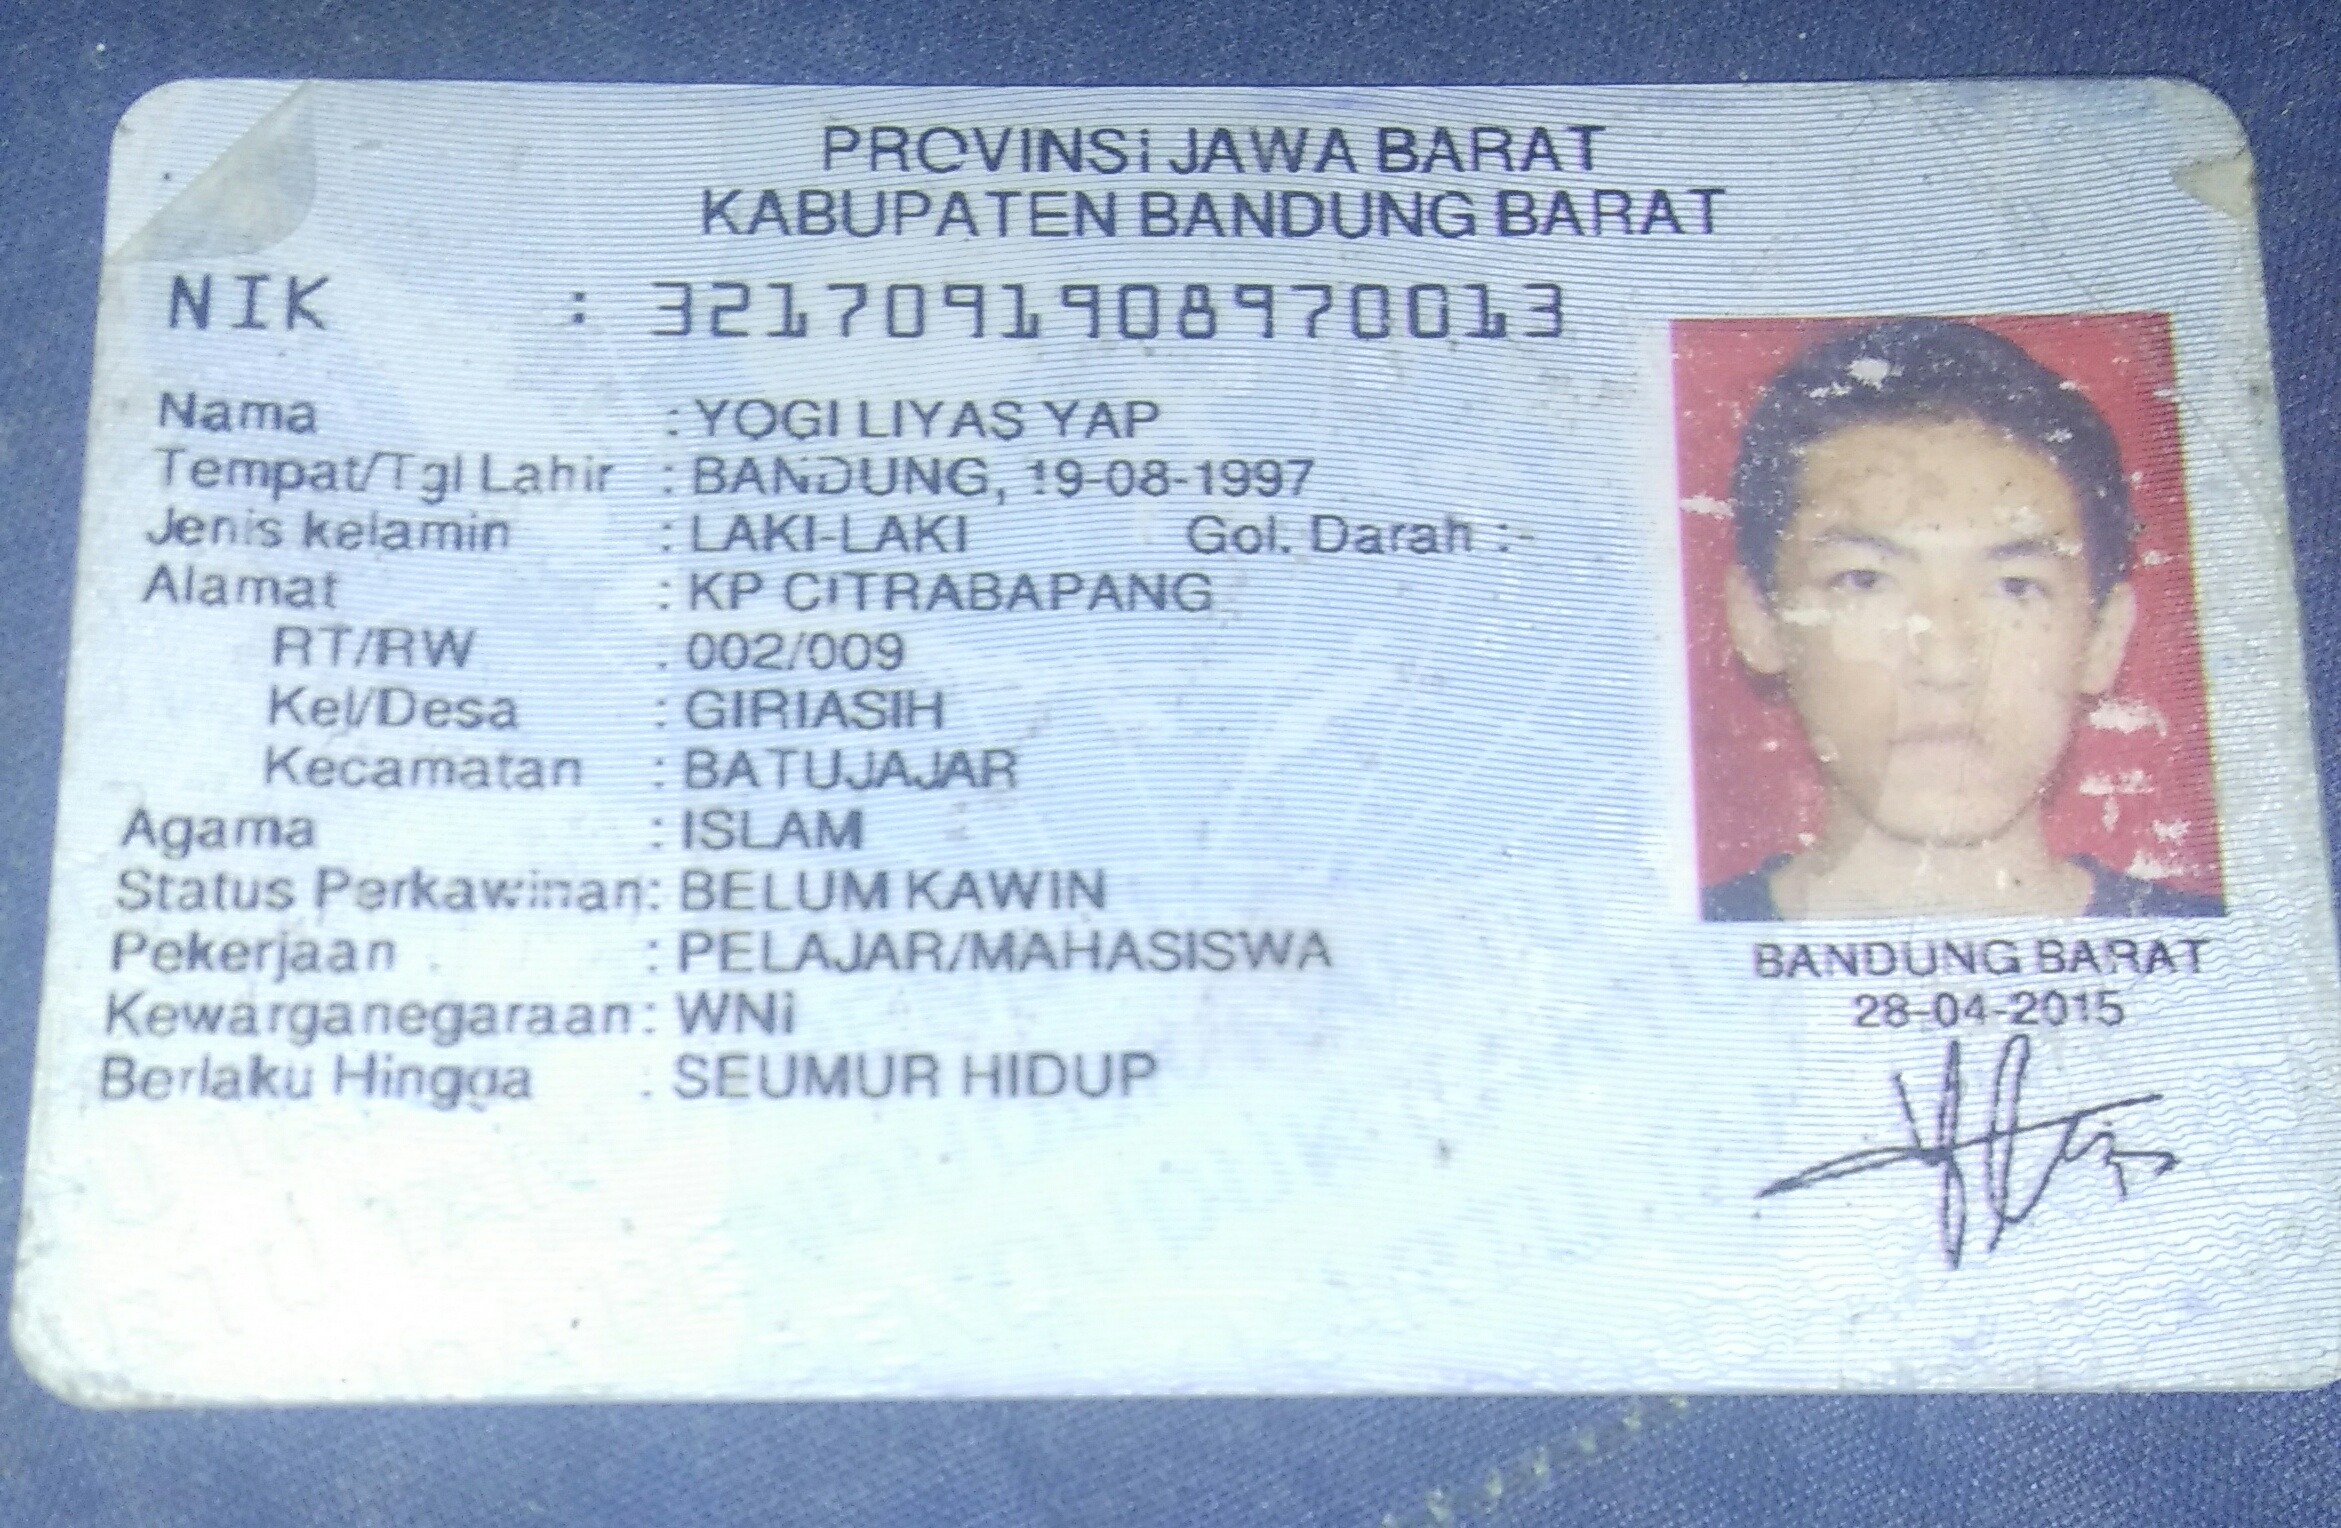 PROVINSI JAWA BARAT
KABUPATEN BANDUNG BARAT
NIK : 3217091908970013
Nama : YOGI LIYAS YAP
Tempat/Tgl Lahir : BANDUNG, 19-08-1997
Jenis kelamin : LAKI-LAKI Gol. Darah :-
Alamat : KP CITRABAPANG
RT/RW : 002/009
Kel/Desa : GIRIASIH
Kecamatan : BATUJAJAR
Agama : ISLAM
Status Perkawinan: BELUM KAWIN
Pekerjaan : PELAJAR/MAHASISWA
Kewarganegaraan: WNI
Berlaku Hingga : SEUMUR HIDUP
BANDUNG BARAT
28-04-2015